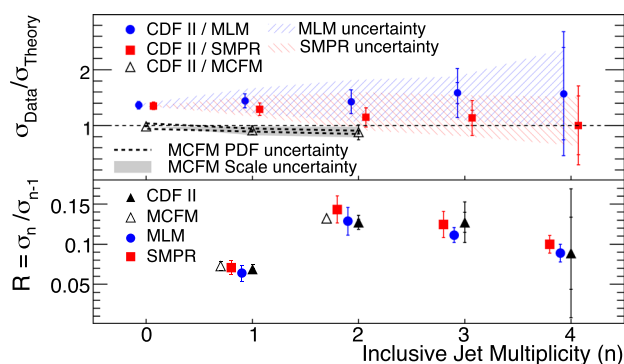 CDF II / MLM
MLM uncertainty
CDF II / SMPR
SMPR uncertainty
CDF II / MCFM
σData/σTheory
2
1
MCFM PDF uncertainty
MCFM Scale uncertainty
R = σn /σn-1
0.15
0.1
0.05
CDF II
MCFM
MLM
SMPR
0 1 2 3 4
Inclusive Jet Multiplicity (n)